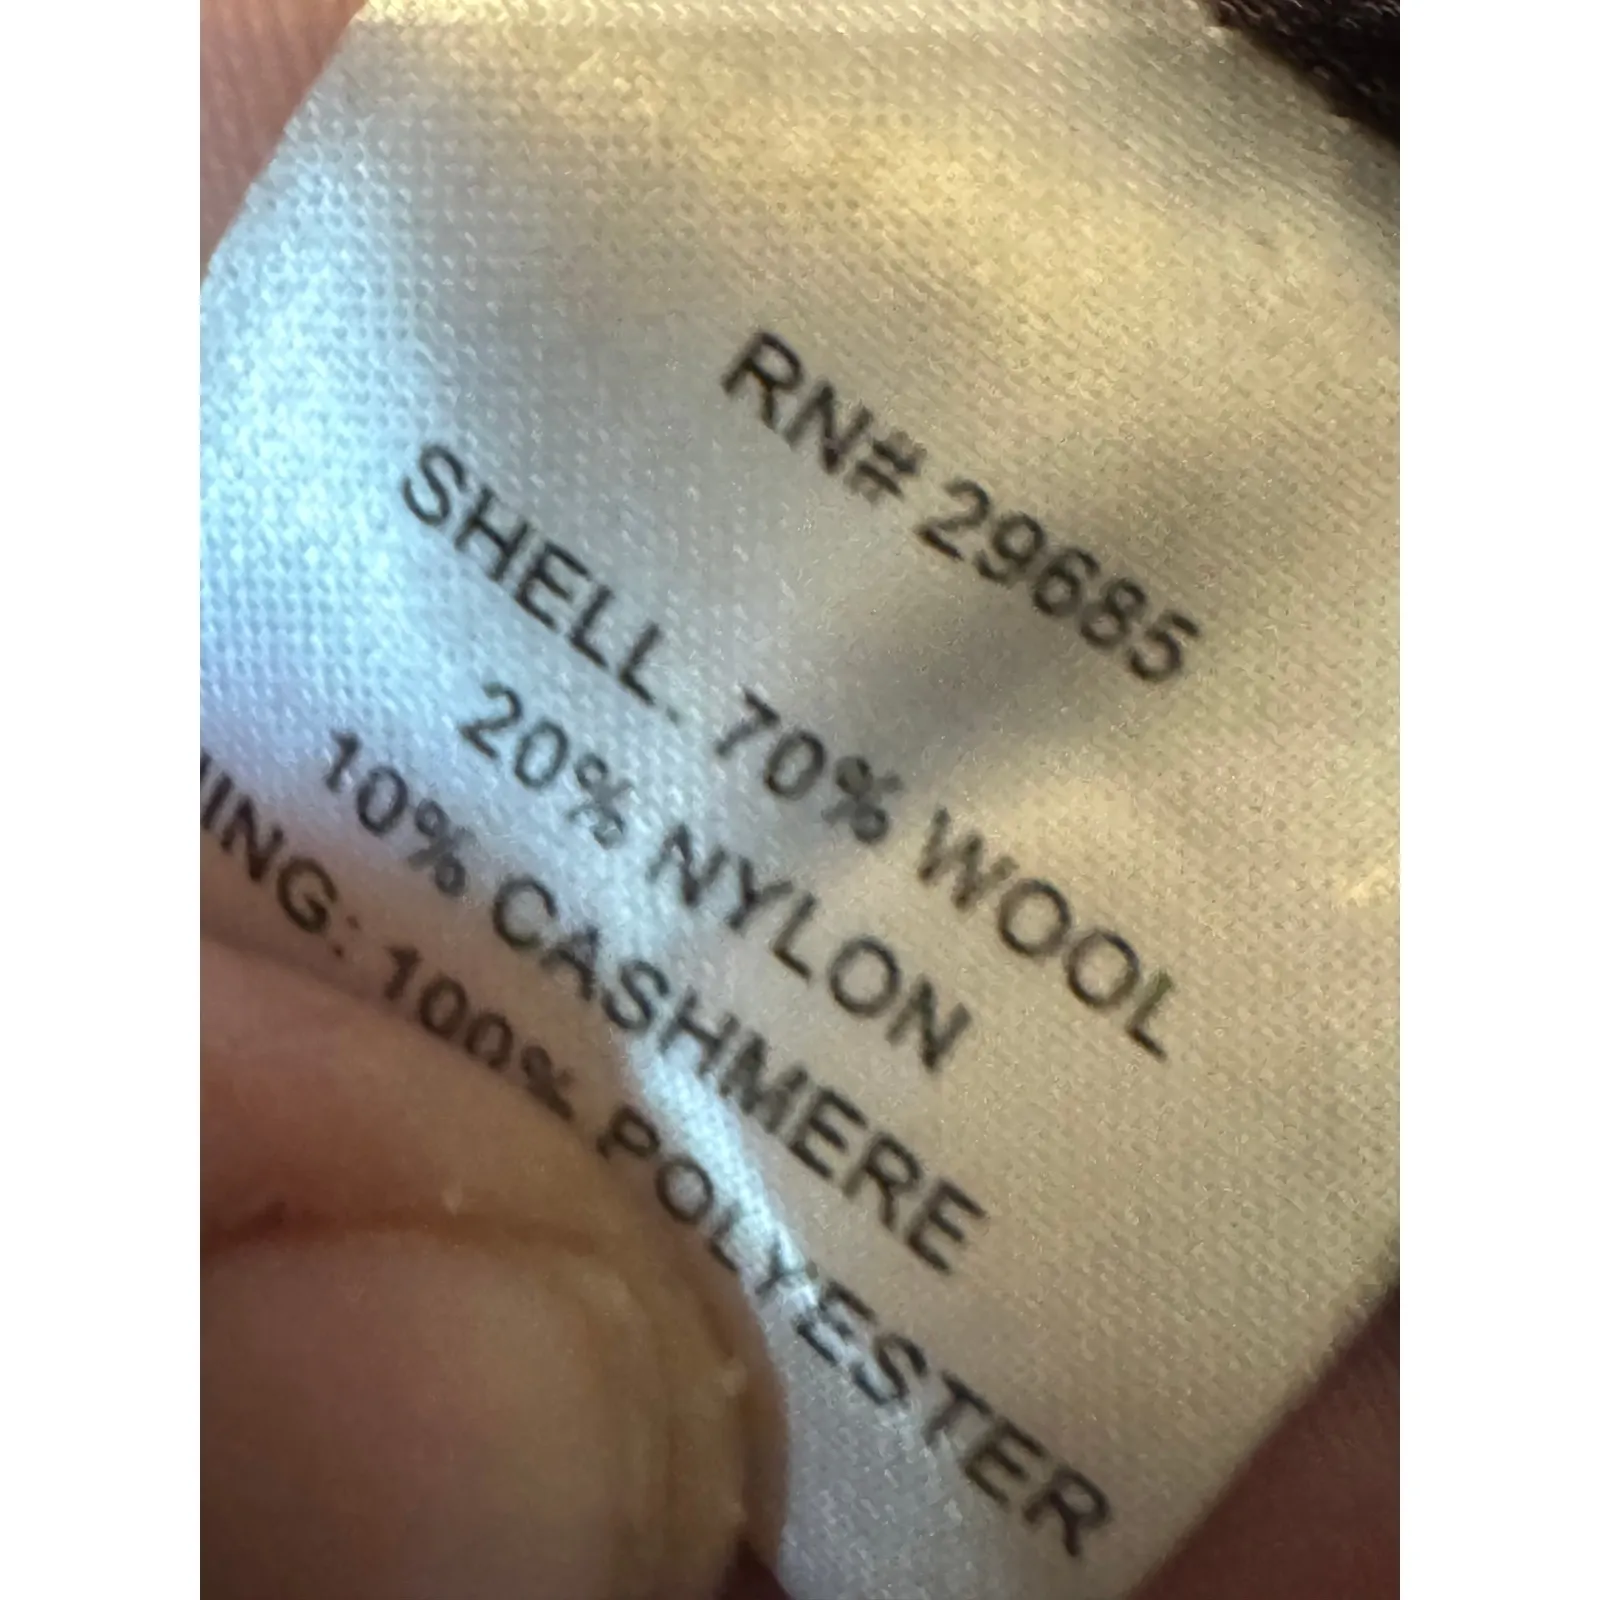 RN# 29685
SHELL: 70% WOOL
20% NYLON
10% CASHMERE
ING: 100% POLYESTER